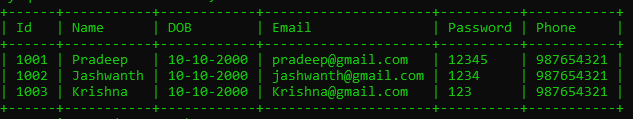 | Id | Name | DOB | Email | Password | Phone |
| 1001 | Pradeep | 10-10-2000 | pradeep@gmail.com | 12345 | 987654321 |
| 1002 | Jashwanth | 10-10-2000 | jashwanth@gmail.com | 1234 | 987654321 |
| 1003 | Krishna | 10-10-2000 | Krishna@gmail.com | 123 | 987654321 |